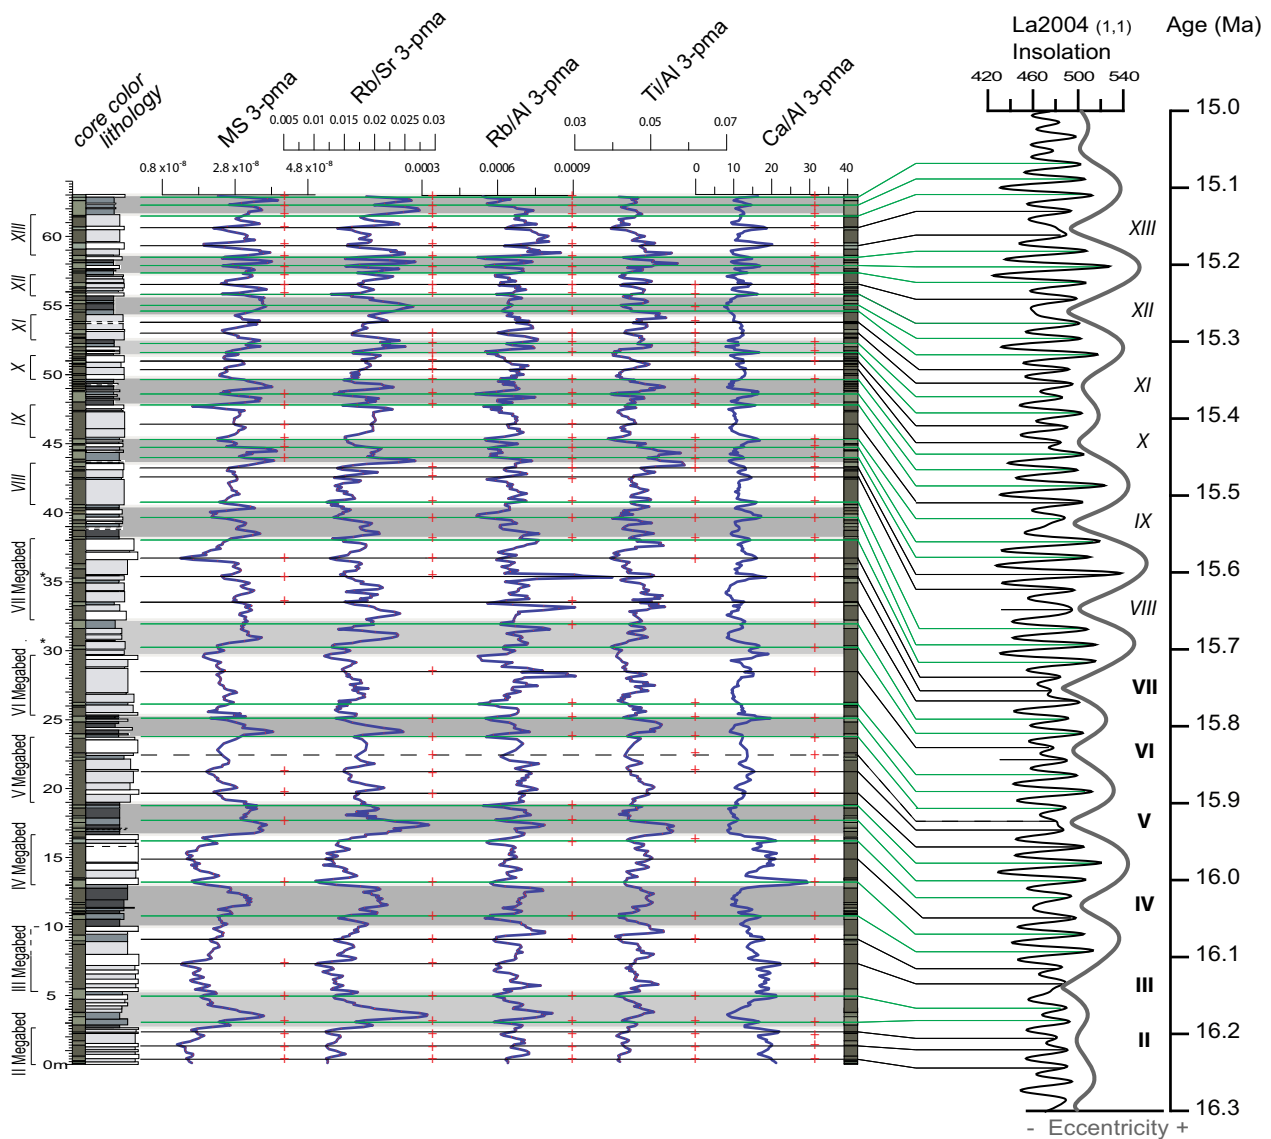 core color
lithology
MS 3-pma
Rb/Sr 3-pma
Rb/Al 3-pma
Ti/Al 3-pma
Ca/Al 3-pma
La2004 (1,1)
Insolation
Age (Ma)
420 460 500 540
0.005 0.01 0.015 0.02 0.025 0.03
0.03 0.05 0.07
0.8 x10⁻⁸ 2.8 x10⁻⁸ 4.8 x10⁻⁸
0.0003 0.0006 0.0009
0 10 20 30 40
60
55
50
45
40
35
30
25
20
15
10
5
0m
XIII
XII
XI
X
IX
VIII
VII Megabed
*
*
VI Megabed
V Megabed
IV Megabed
III Megabed
II Megabed
XIII
XII
XI
X
IX
VIII
VII
VI
V
IV
III
II
15.0
15.1
15.2
15.3
15.4
15.5
15.6
15.7
15.8
15.9
16.0
16.1
16.2
16.3
- Eccentricity +